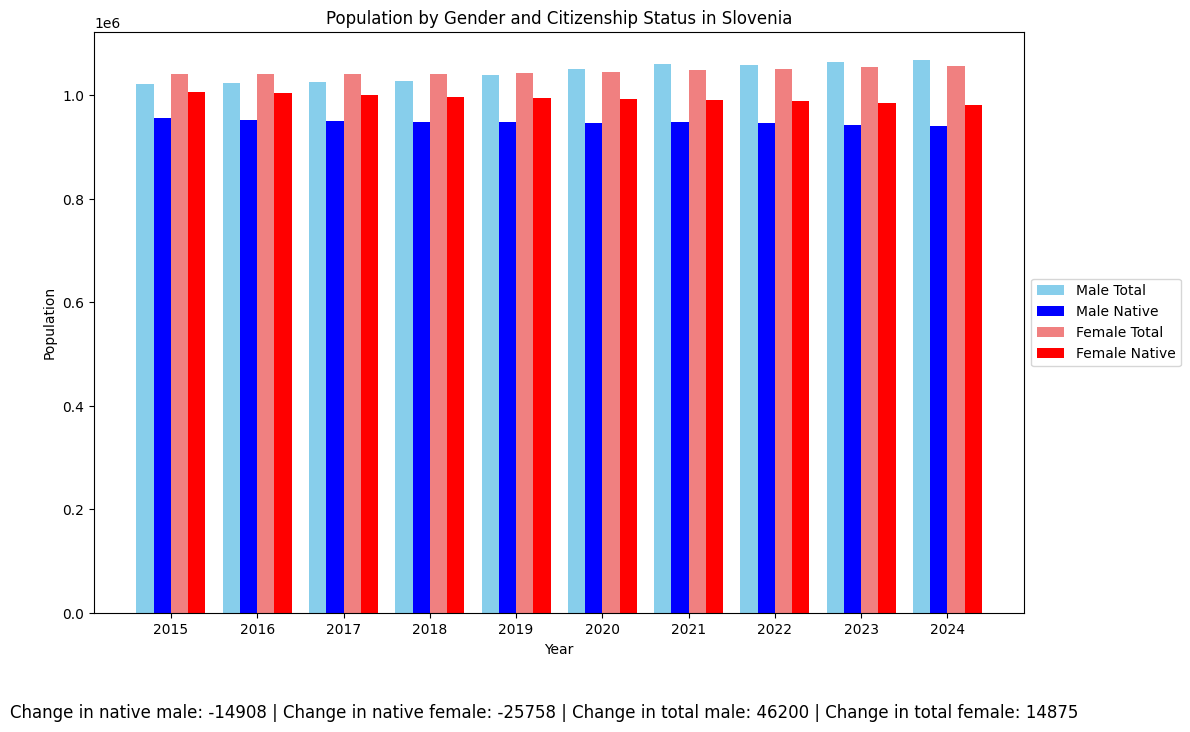 Population by Gender and Citizenship Status in Slovenia
1e6
1.0
0.8
0.6
0.4
0.2
0.0
Population
2015 2016 2017 2018 2019 2020 2021 2022 2023 2024
Year
Male Total
Male Native
Female Total
Female Native
Change in native male: -14908 | Change in native female: -25758 | Change in total male: 46200 | Change in total female: 14875